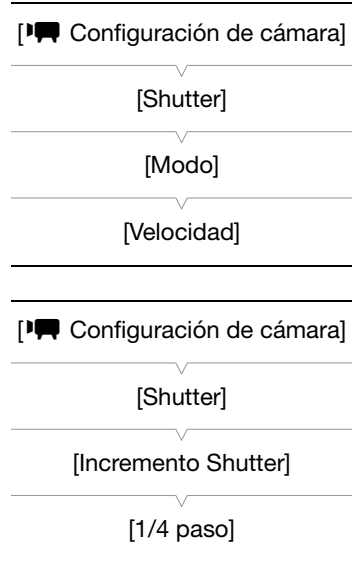 [ Configuración de cámara]
[Shutter]
[Modo]
[Velocidad]
[ Configuración de cámara]
[Shutter]
[Incremento Shutter]
[1/4 paso]